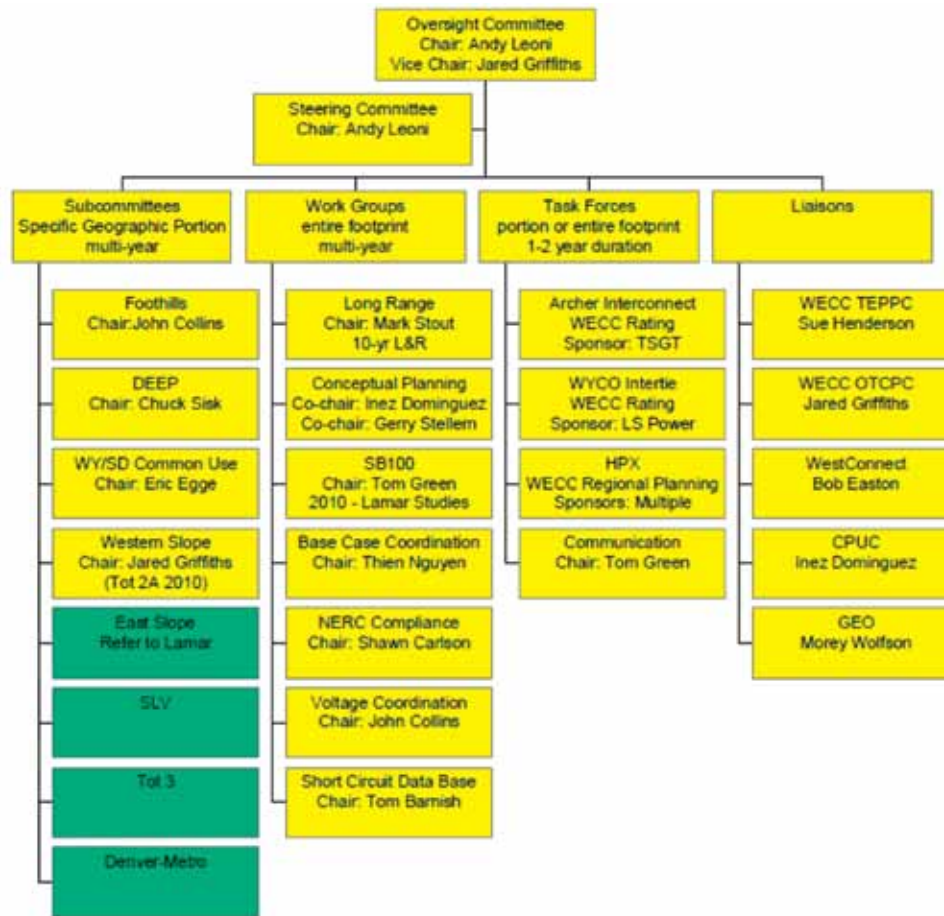 Oversight Committee
Chair: Andy Leoni
Vice Chair: Jared Griffiths
Steering Committee
Chair: Andy Leoni
Subcommittees
Specific Geographic Portion
multi-year
Foothills
Chair:John Collins
DEEP
Chair: Chuck Sisk
WY/SD Common Use
Chair: Eric Egge
Western Slope
Chair: Jared Griffiths
(Tot 2A 2010)
East Slope
Refer to Lamar
SLV
Tot 3
Denver-Metro
Work Groups
entire footprint
multi-year
Long Range
Chair: Mark Stout
10-yr L&R
Conceptual Planning
Co-chair: Inez Dominguez
Co-chair: Gerry Stellern
SB100
Chair: Tom Green
2010 - Lamar Studies
Base Case Coordination
Chair: Thien Nguyen
NERC Compliance
Chair: Shawn Carlson
Voltage Coordination
Chair: John Collins
Short Circuit Data Base
Chair: Tom Barnish
Task Forces
portion or entire footprint
1-2 year duration
Archer Interconnect
WECC Rating
Sponsor: TSGT
WYCO Intertie
WECC Rating
Sponsor: LS Power
HPX
WECC Regional Planning
Sponsors: Multiple
Communication
Chair: Tom Green
Liaisons
WECC TEPPC
Sue Henderson
WECC OTCPC
Jared Griffiths
WestConnect
Bob Easton
CPUC
Inez Dominguez
GEO
Morey Wolfson